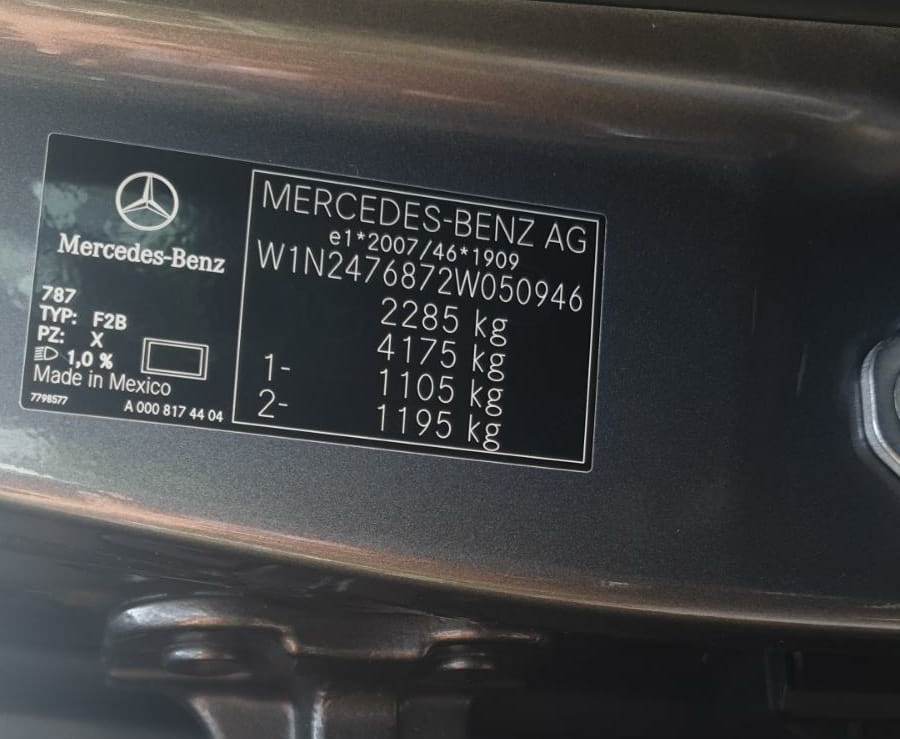 Mercedes-Benz
787
TYP: F2B
PZ: X
1,0 %
Made in Mexico
7798577
A 000 817 44 04
MERCEDES-BENZ AG
e1*2007/46*1909
W1N2476872W050946
2285 kg
4175 kg
1- 1105 kg
2- 1195 kg